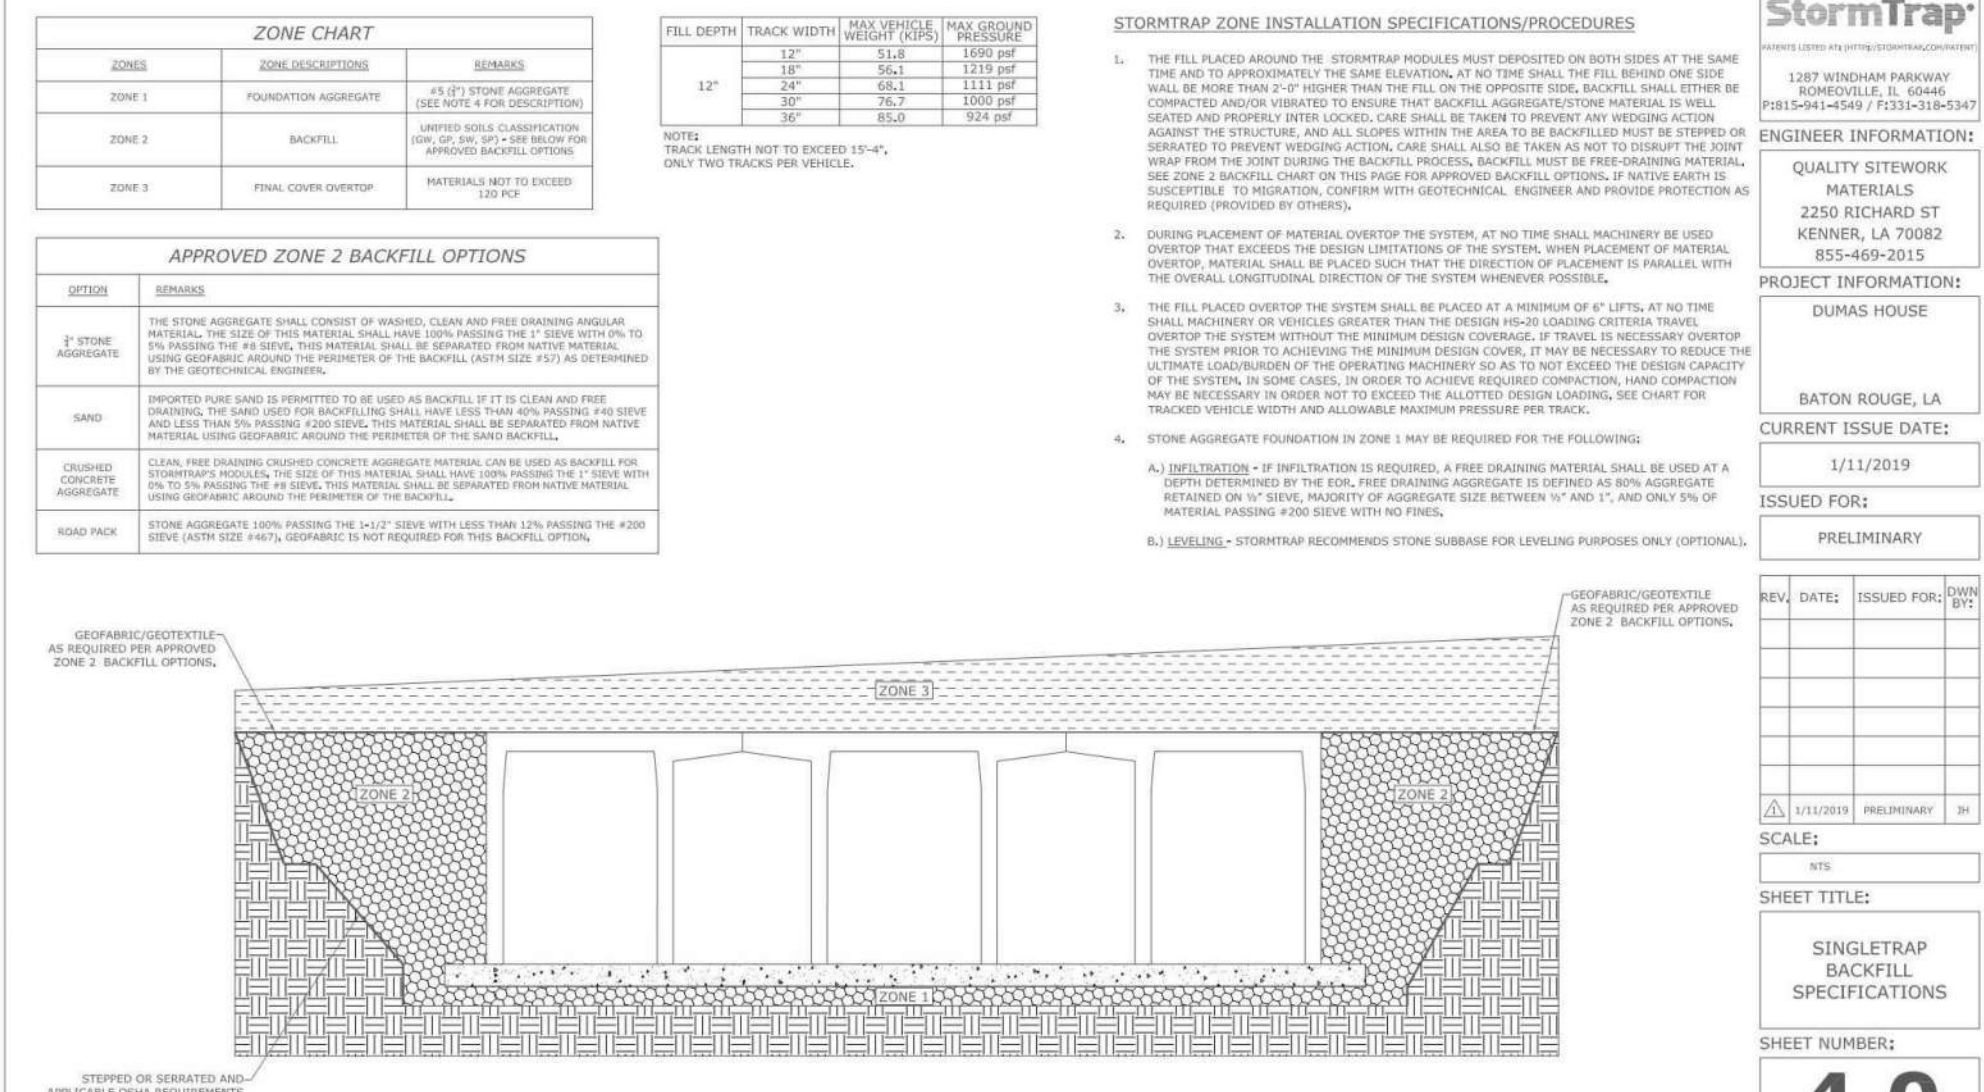 ZONE CHART
ZONES ZONE DESCRIPTIONS REMARKS
ZONE 1 FOUNDATION AGGREGATE #5 (¾") STONE AGGREGATE
(SEE NOTE 4 FOR DESCRIPTION)
ZONE 2 BACKFILL UNIFIED SOILS CLASSIFICATION
(GW, GP, SW, SP) - SEE BELOW FOR
APPROVED BACKFILL OPTIONS
ZONE 3 FINAL COVER OVERTOP MATERIALS NOT TO EXCEED
120 PCF
FILL DEPTH TRACK WIDTH MAX VEHICLE WEIGHT (KIPS) MAX GROUND PRESSURE
12"
12" 51.8 1690 psf
18" 56.1 1219 psf
24" 68.1 1111 psf
30" 76.7 1000 psf
36" 85.0 924 psf
NOTE:
TRACK LENGTH NOT TO EXCEED 15'-4".
ONLY TWO TRACKS PER VEHICLE.
APPROVED ZONE 2 BACKFILL OPTIONS
OPTION REMARKS
¾" STONE
AGGREGATE
THE STONE AGGREGATE SHALL CONSIST OF WASHED, CLEAN AND FREE DRAINING ANGULAR
MATERIAL. THE SIZE OF THIS MATERIAL SHALL HAVE 100% PASSING THE 1" SIEVE WITH 0% TO
5% PASSING THE #8 SIEVE. THIS MATERIAL SHALL BE SEPARATED FROM NATIVE MATERIAL
USING GEOFABRIC AROUND THE PERIMETER OF THE BACKFILL (ASTM SIZE #57) AS DETERMINED
BY THE GEOTECHNICAL ENGINEER.
SAND
IMPORTED PURE SAND IS PERMITTED TO BE USED AS BACKFILL IF IT IS CLEAN AND FREE
DRAINING. THE SAND USED FOR BACKFILLING SHALL HAVE LESS THAN 40% PASSING #40 SIEVE
AND LESS THAN 5% PASSING #200 SIEVE. THIS MATERIAL SHALL BE SEPARATED FROM NATIVE
MATERIAL USING GEOFABRIC AROUND THE PERIMETER OF THE SAND BACKFILL.
CRUSHED
CONCRETE
AGGREGATE
CLEAN, FREE DRAINING CRUSHED CONCRETE AGGREGATE MATERIAL CAN BE USED AS BACKFILL FOR
STORMTRAP'S MODULES. THE SIZE OF THIS MATERIAL SHALL HAVE 100% PASSING THE 1" SIEVE WITH
0% TO 5% PASSING THE #8 SIEVE. THIS MATERIAL SHALL BE SEPARATED FROM NATIVE MATERIAL
USING GEOFABRIC AROUND THE PERIMETER OF THE BACKFILL.
ROAD PACK
STONE AGGREGATE 100% PASSING THE 1-1/2" SIEVE WITH LESS THAN 12% PASSING THE #200
SIEVE (ASTM SIZE #467). GEOFABRIC IS NOT REQUIRED FOR THIS BACKFILL OPTION.
STORMTRAP ZONE INSTALLATION SPECIFICATIONS/PROCEDURES
1. THE FILL PLACED AROUND THE STORMTRAP MODULES MUST DEPOSITED ON BOTH SIDES AT THE SAME
TIME AND TO APPROXIMATELY THE SAME ELEVATION. AT NO TIME SHALL THE FILL BEHIND ONE SIDE
WALL BE MORE THAN 2'-0" HIGHER THAN THE FILL ON THE OPPOSITE SIDE. BACKFILL SHALL EITHER BE
COMPACTED AND/OR VIBRATED TO ENSURE THAT BACKFILL AGGREGATE/STONE MATERIAL IS WELL
SEATED AND PROPERLY INTER LOCKED. CARE SHALL BE TAKEN TO PREVENT ANY WEDGING ACTION
AGAINST THE STRUCTURE, AND ALL SLOPES WITHIN THE AREA TO BE BACKFILLED MUST BE STEPPED OR
SERRATED TO PREVENT WEDGING ACTION. CARE SHALL ALSO BE TAKEN AS NOT TO DISRUPT THE JOINT
WRAP FROM THE JOINT DURING THE BACKFILL PROCESS. BACKFILL MUST BE FREE-DRAINING MATERIAL.
SEE ZONE 2 BACKFILL CHART ON THIS PAGE FOR APPROVED BACKFILL OPTIONS. IF NATIVE EARTH IS
SUSCEPTIBLE TO MIGRATION, CONFIRM WITH GEOTECHNICAL ENGINEER AND PROVIDE PROTECTION AS
REQUIRED (PROVIDED BY OTHERS).
2. DURING PLACEMENT OF MATERIAL OVERTOP THE SYSTEM, AT NO TIME SHALL MACHINERY BE USED
OVERTOP THAT EXCEEDS THE DESIGN LIMITATIONS OF THE SYSTEM. WHEN PLACEMENT OF MATERIAL
OVERTOP, MATERIAL SHALL BE PLACED SUCH THAT THE DIRECTION OF PLACEMENT IS PARALLEL WITH
THE OVERALL LONGITUDINAL DIRECTION OF THE SYSTEM WHENEVER POSSIBLE.
3. THE FILL PLACED OVERTOP THE SYSTEM SHALL BE PLACED AT A MINIMUM OF 6" LIFTS. AT NO TIME
SHALL MACHINERY OR VEHICLES GREATER THAN THE DESIGN HS-20 LOADING CRITERIA TRAVEL
OVERTOP THE SYSTEM WITHOUT THE MINIMUM DESIGN COVERAGE. IF TRAVEL IS NECESSARY OVERTOP
THE SYSTEM PRIOR TO ACHIEVING THE MINIMUM DESIGN COVER, IT MAY BE NECESSARY TO REDUCE THE
ULTIMATE LOAD/BURDEN OF THE OPERATING MACHINERY SO AS TO NOT EXCEED THE DESIGN CAPACITY
OF THE SYSTEM. IN SOME CASES, IN ORDER TO ACHIEVE REQUIRED COMPACTION, HAND COMPACTION
MAY BE NECESSARY IN ORDER NOT TO EXCEED THE ALLOTTED DESIGN LOADING. SEE CHART FOR
TRACKED VEHICLE WIDTH AND ALLOWABLE MAXIMUM PRESSURE PER TRACK.
4. STONE AGGREGATE FOUNDATION IN ZONE 1 MAY BE REQUIRED FOR THE FOLLOWING:
A.) INFILTRATION - IF INFILTRATION IS REQUIRED, A FREE DRAINING MATERIAL SHALL BE USED AT A
DEPTH DETERMINED BY THE EOR. FREE DRAINING AGGREGATE IS DEFINED AS 80% AGGREGATE
RETAINED ON ½" SIEVE, MAJORITY OF AGGREGATE SIZE BETWEEN ½" AND 1", AND ONLY 5% OF
MATERIAL PASSING #200 SIEVE WITH NO FINES.
B.) LEVELING - STORMTRAP RECOMMENDS STONE SUBBASE FOR LEVELING PURPOSES ONLY (OPTIONAL).
GEOFABRIC/GEOTEXTILE
AS REQUIRED PER APPROVED
ZONE 2 BACKFILL OPTIONS.
GEOFABRIC/GEOTEXTILE
AS REQUIRED PER APPROVED
ZONE 2 BACKFILL OPTIONS.
ZONE 3
ZONE 2
ZONE 2
ZONE 1
STEPPED OR SERRATED AND
APPLICABLE OSHA REQUIREMENTS
StormTrap
PATENTS LISTED AT: (HTTP://STORMTRAP.COM/PATENT)
1287 WINDHAM PARKWAY
ROMEOVILLE, IL 60446
P:815-941-4549 / F:331-318-5347
ENGINEER INFORMATION:
QUALITY SITEWORK
MATERIALS
2250 RICHARD ST
KENNER, LA 70082
855-469-2015
PROJECT INFORMATION:
DUMAS HOUSE
BATON ROUGE, LA
CURRENT ISSUE DATE:
1/11/2019
ISSUED FOR:
PRELIMINARY
REV. DATE: ISSUED FOR: DWN BY:
1 1/11/2019 PRELIMINARY JH
SCALE:
NTS
SHEET TITLE:
SINGLETRAP
BACKFILL
SPECIFICATIONS
SHEET NUMBER:
4.0